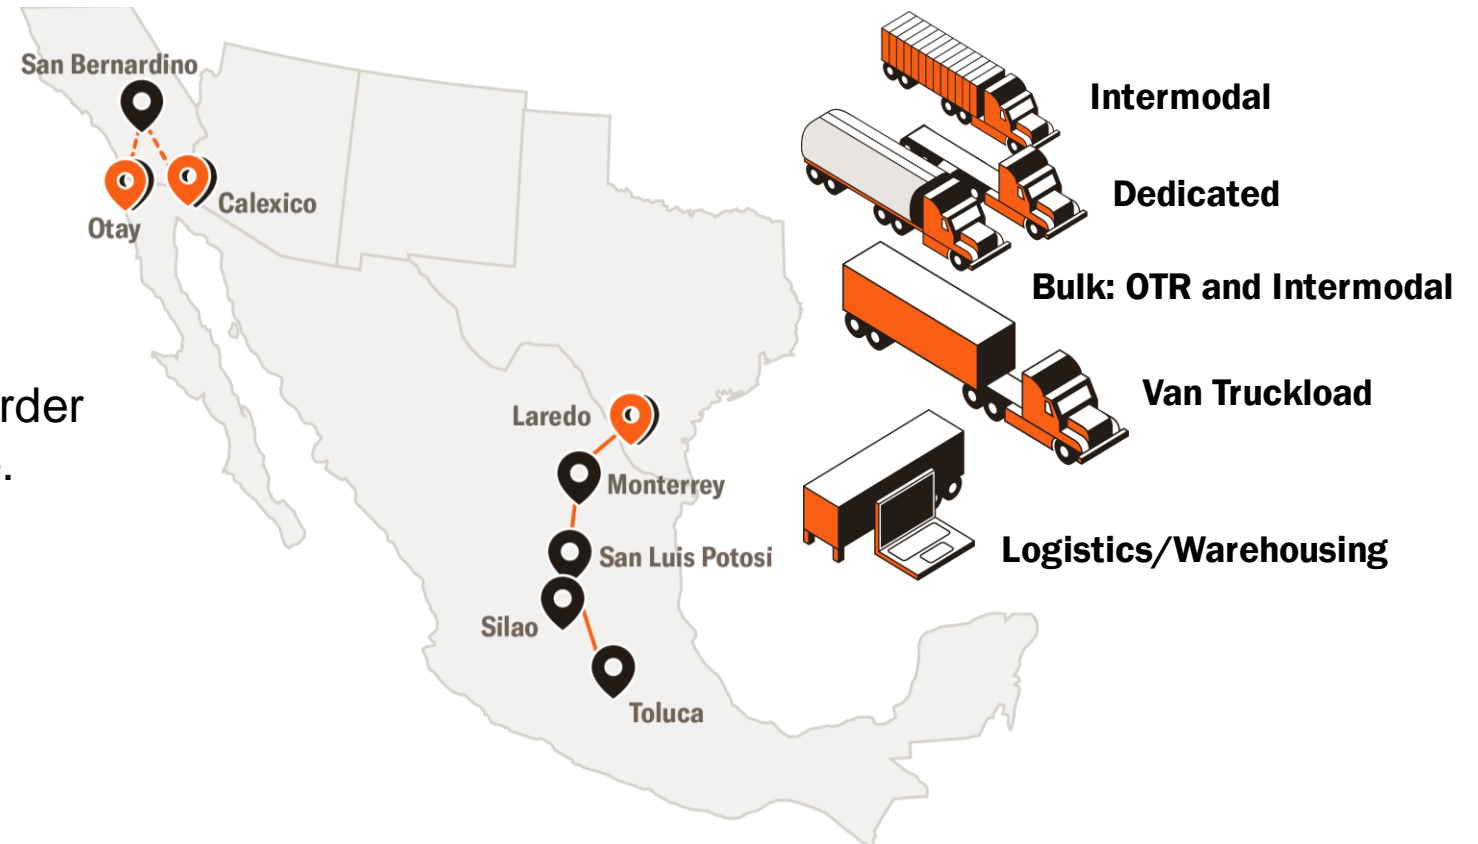 San Bernardino
Otay
Calexico
rder
.
Laredo
Monterrey
San Luis Potosi
Silao
Toluca
Intermodal
Dedicated
Bulk: OTR and Intermodal
Van Truckload
Logistics/Warehousing